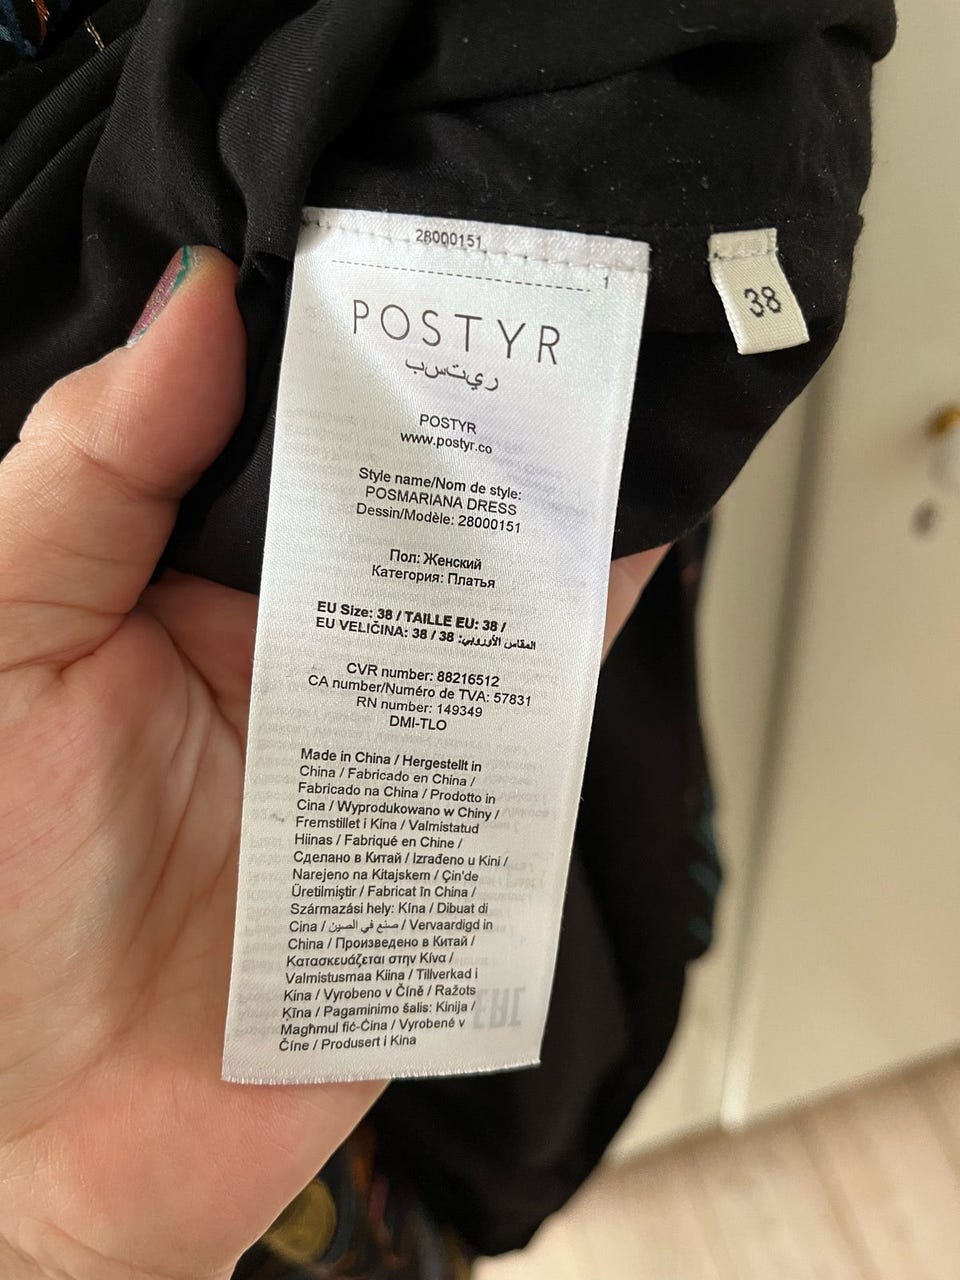 28000151
1
POSTYR
بستير
POSTYR
www.postyr.co
Style name/Nom de style:
POSMARIANA DRESS
Dessin/Modèle: 28000151
Пол: Женский
Категория: Платья
EU Size: 38 / TAILLE EU: 38 /
EU VELIČINA: 38 / 38 :المقاس الأوروبي
CVR number: 88216512
CA number/Numéro de TVA: 57831
RN number: 149349
DMI-TLO
Made in China / Hergestellt in
China / Fabricado en China /
Fabricado na China / Prodotto in
Cina / Wyprodukowano w Chiny /
Fremstillet i Kina / Valmistatud
Hiinas / Fabriqué en Chine /
Сделано в Китай / Izrađeno u Kini /
Narejeno na Kitajskem / Çin'de
Üretilmiştir / Fabricat în China /
Származási hely: Kína / Dibuat di
Cina / صنع في الصين / Vervaardigd in
China / Произведено в Китай /
Κατασκευάζεται στην Κίνα /
Valmistusmaa Kiina / Tillverkad i
Kina / Vyrobeno v Číně / Ražots
Ķīna / Pagaminimo šalis: Kinija /
Magħmul fiċ-Ċina / Vyrobené v
Číne / Produsert i Kina
38